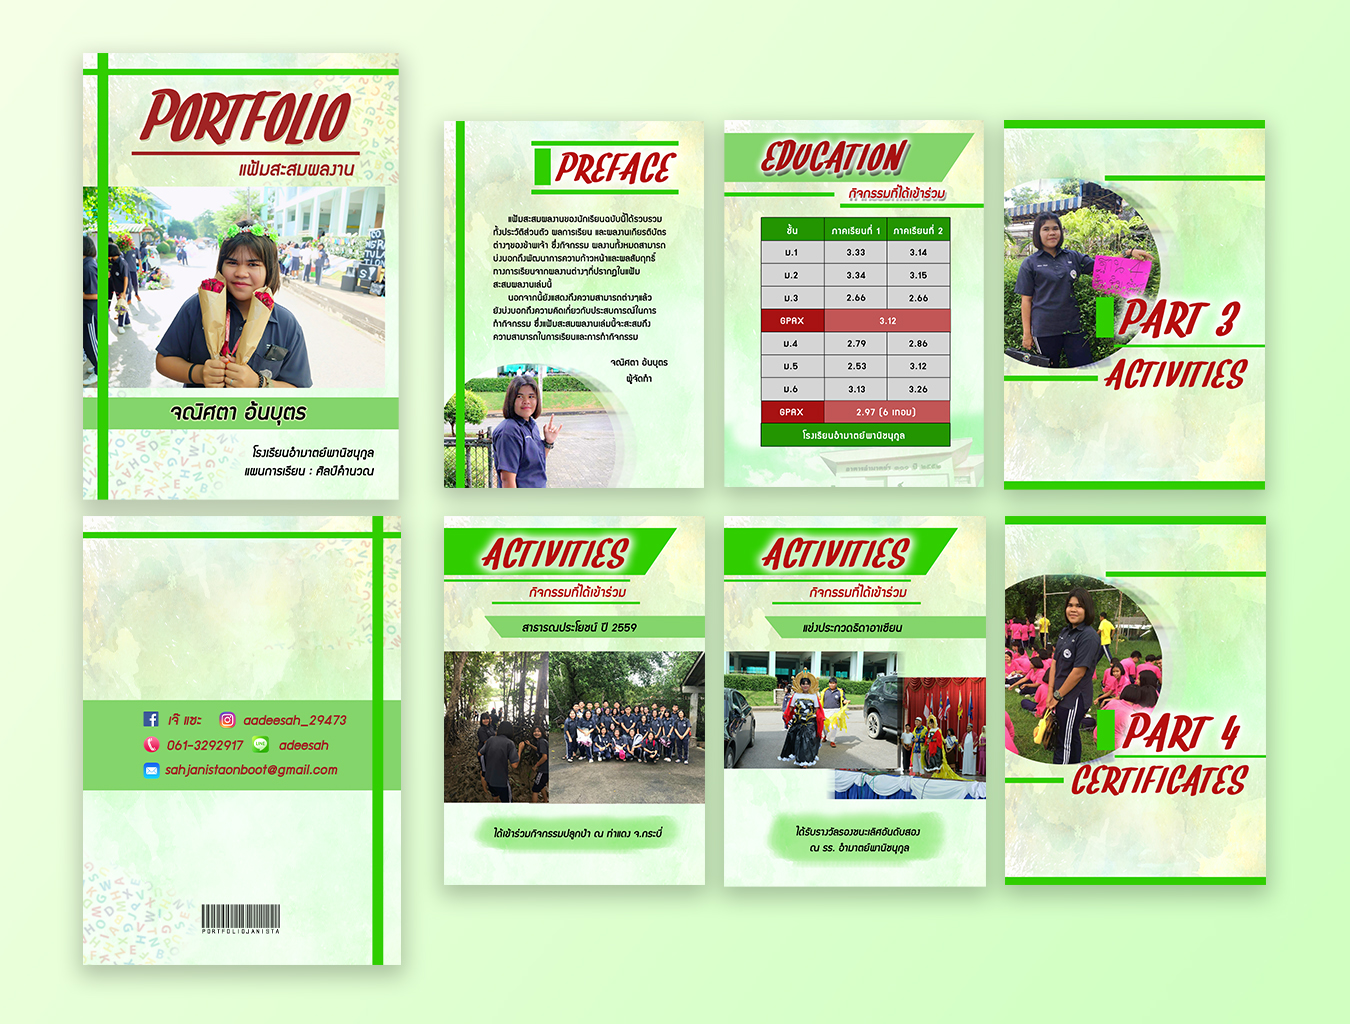 PORTFOLIO
แฟ้มสะสมผลงาน
จณิศตา อ้นบุตร
โรงเรียนอำมาตย์พานิชนุกูล
แผนการเรียน : ศิลป์คำนวณ
PREFACE
แฟ้มสะสมผลงานของนักเรียนฉบับนี้ได้รวบรวม
ทั้งประวัติส่วนตัว ผลการเรียน และผลงานเกียรติบัตร
ต่างๆของข้าพเจ้า ซึ่งกิจกรรม ผลงานทั้งหมดสามารถ
บ่งบอกถึงพัฒนาการความก้าวหน้าและผลสัมฤทธิ์
ทางการเรียนจากผลงานต่างๆที่ปรากฏในแฟ้ม
สะสมผลงานเล่มนี้
นอกจากนี้ยังแสดงถึงความสามารถต่างๆแล้ว
ยังบ่งบอกถึงความคิดเกี่ยวกับประสบการณ์ในการ
ทำกิจกรรม ซึ่งแฟ้มสะสมผลงานเล่มนี้จะสะสมถึง
ความสามารถในการเรียนและการทำกิจกรรม
จณิศตา อ้นบุตร
ผู้จัดทำ
EDUCATION
กิจกรรมที่ได้เข้าร่วม
ชั้น ภาคเรียนที่ 1 ภาคเรียนที่ 2
ม.1 3.33 3.14
ม.2 3.34 3.15
ม.3 2.66 2.66
GPAX 3.12
ม.4 2.79 2.86
ม.5 2.53 3.12
ม.6 3.13 3.26
GPAX 2.97 (6 เทอม)
โรงเรียนอำมาตย์พานิชนุกูล
PART 3
ACTIVITIES
เจ๊ แซะ aadeesah_29473
061-3292917 LINE adeesah
sahjanistaonboot@gmail.com
PORTFOLIOJANISTA
ACTIVITIES
กิจกรรมที่ได้เข้าร่วม
สาธารณประโยชน์ ปี 2559
ได้เข้าร่วมกิจกรรมปลูกป่า ณ ท่าแดง จ.กระบี่
ACTIVITIES
กิจกรรมที่ได้เข้าร่วม
แข่งประกวดธิดาอาเซียน
ได้รับรางวัลรองชนะเลิศอันดับสอง
ณ รร. อำมาตย์พานิชนุกูล
PART 4
CERTIFICATES